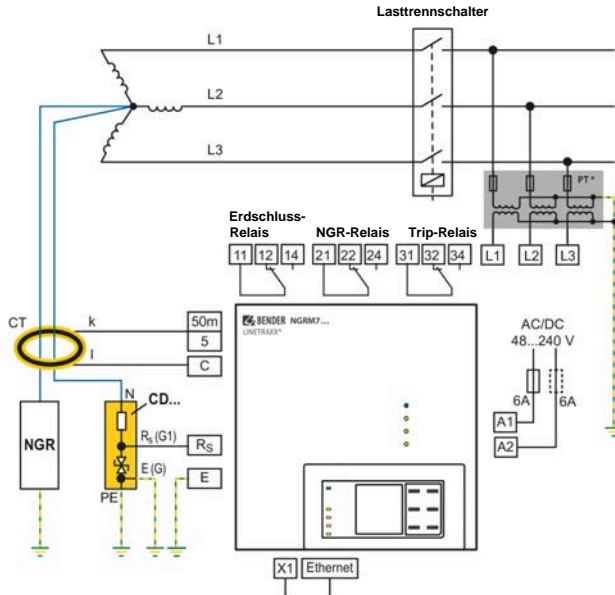 Lasttrennschalter
L1
L2
L3
PT *
Erdschluss-
Relais
NGR-Relais
Trip-Relais
11 12 14 21 22 24 31 32 34 L1 L2 L3
CT
k
l
50m
5
C
BENDER NGRM7...
LINETRAXX®
AC/DC
48...240 V
6A 6A
A1
A2
N
CD...
NGR
RS (G1)
RS
E (G)
E
PE
X1 Ethernet